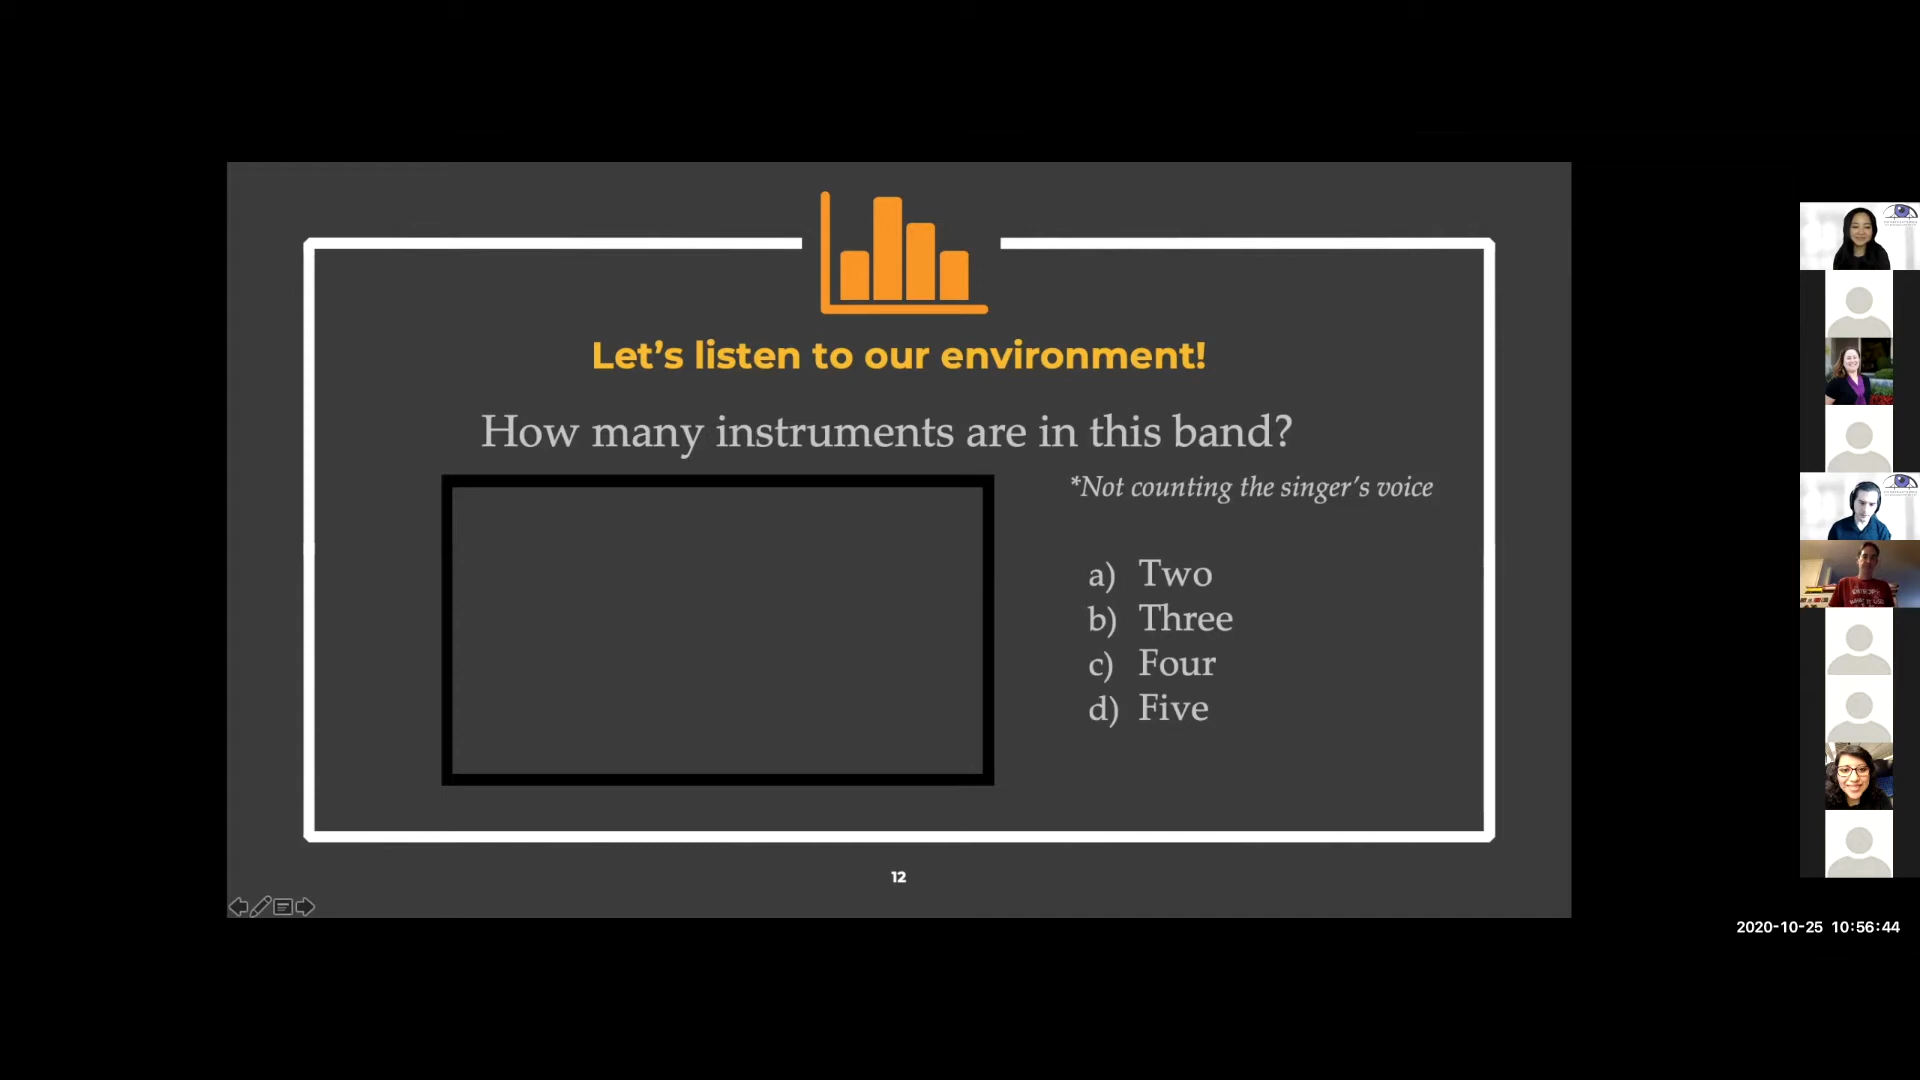 Let's listen to our environment!
How many instruments are in this band?
*Not counting the singer's voice
a) Two
b) Three
c) Four
d) Five
12
2020-10-25 10:56:44